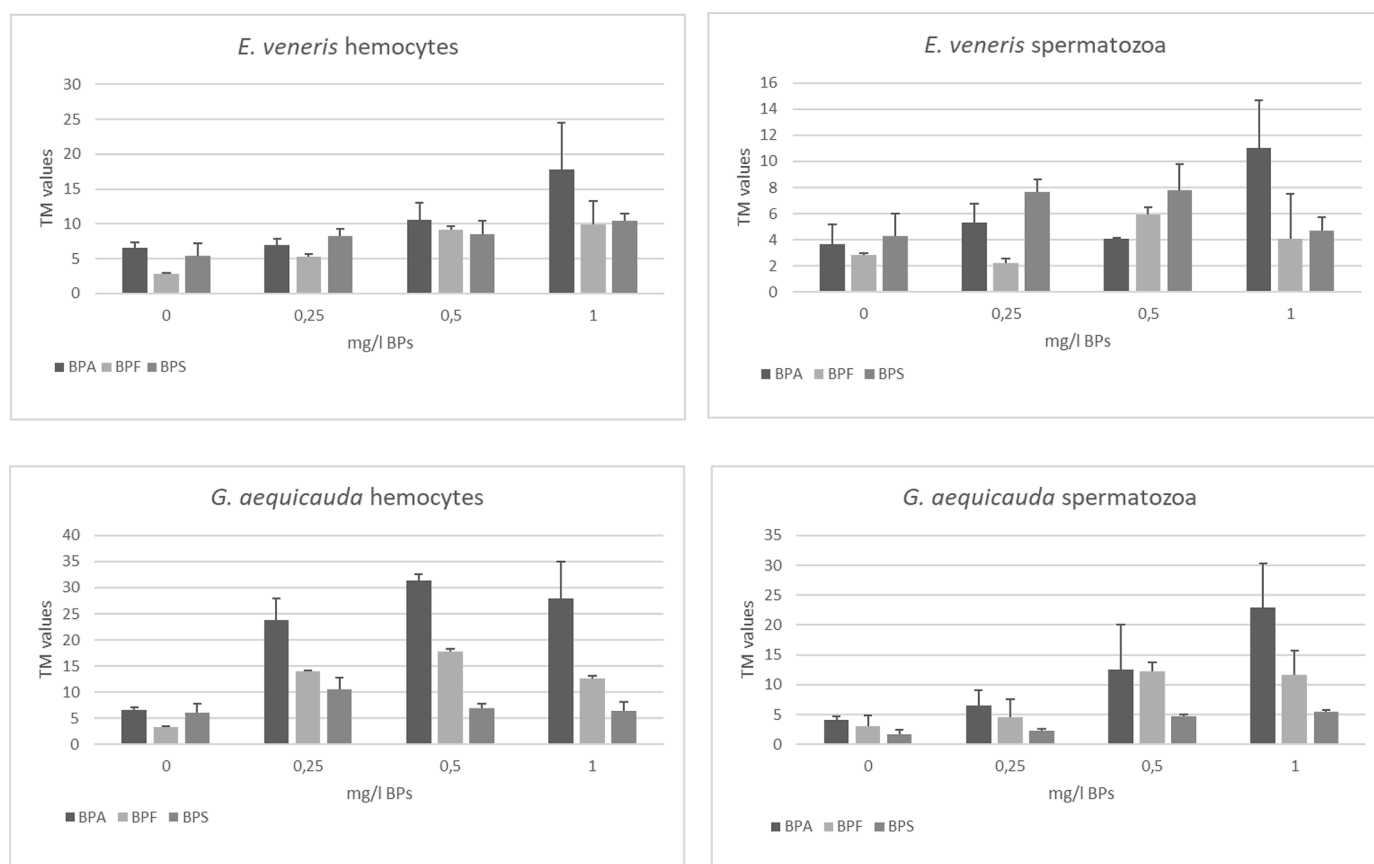 E. veneris hemocytes
30
25
20
15
10
5
0
TM values
0 0,25 0,5 1
mg/l BPs
BPA BPF BPS
E. veneris spermatozoa
16
14
12
10
8
6
4
2
0
TM values
0 0,25 0,5 1
mg/l BPs
BPA BPF BPS
G. aequicauda hemocytes
40
35
30
25
20
15
10
5
0
TM values
0 0,25 0,5 1
mg/l BPs
BPA BPF BPS
G. aequicauda spermatozoa
35
30
25
20
15
10
5
0
TM values
0 0,25 0,5 1
mg/l BPs
BPA BPF BPS